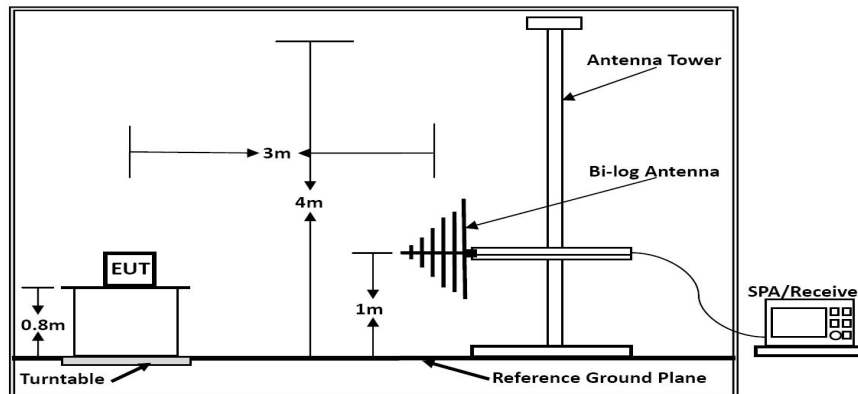 Antenna Tower
3m
Bi-log Antenna
4m
EUT
SPA/Receive
0.8m
1m
Turntable
Reference Ground Plane